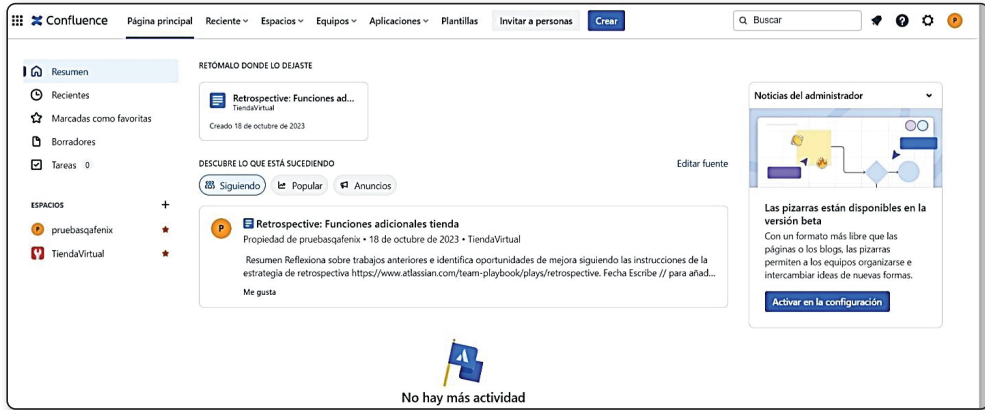 Confluence Página principal Reciente Espacios Equipos Aplicaciones Plantillas Invitar a personas Crear Buscar P
Resumen
Recientes
Marcadas como favoritas
Borradores
Tareas 0
ESPACIOS +
P pruebasqafenix
TiendaVirtual
RETÓMALO DONDE LO DEJASTE
Retrospective: Funciones ad...
TiendaVirtual
Creado 18 de octubre de 2023
DESCUBRE LO QUE ESTÁ SUCEDIENDO Editar fuente
Siguiendo Popular Anuncios
P Retrospective: Funciones adicionales tienda
Propiedad de pruebasqafenix • 18 de octubre de 2023 • TiendaVirtual
Resumen Reflexiona sobre trabajos anteriores e identifica oportunidades de mejora siguiendo las instrucciones de la
estrategia de retrospectiva https://www.atlassian.com/team-playbook/plays/retrospective. Fecha Escribe // para añad...
Me gusta
No hay más actividad
Noticias del administrador
Las pizarras están disponibles en la
versión beta
Con un formato más libre que las
páginas o los blogs, las pizarras
permiten a los equipos organizarse e
intercambiar ideas de nuevas formas.
Activar en la configuración